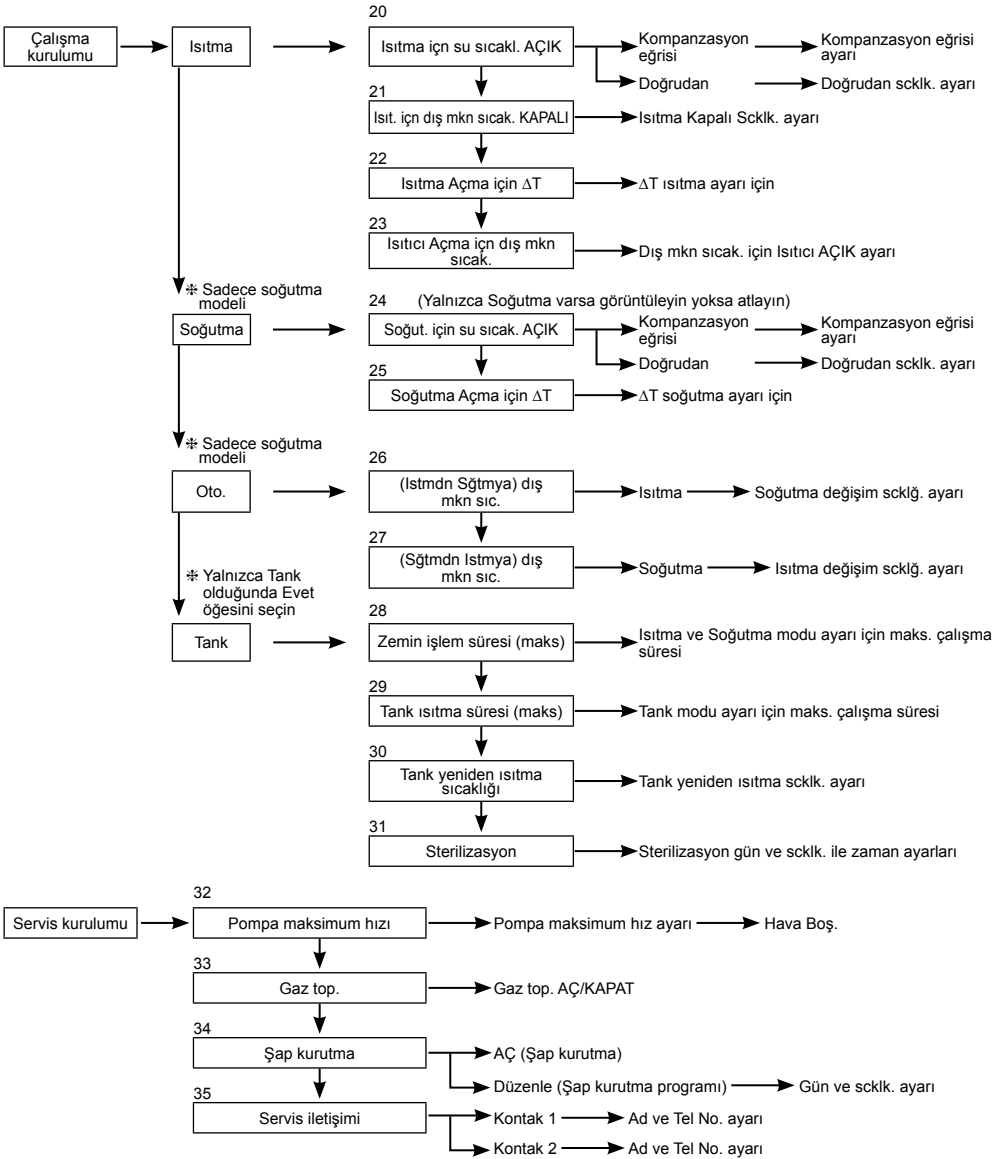 20
Çalışma
kurulumu
Isıtma
Isıtma içn su sıcakl. AÇIK
Kompanzasyon
eğrisi
Kompanzasyon eğrisi
ayarı
Doğrudan
Doğrudan scklk. ayarı
21
Isıt. içn dış mkn sıcak. KAPALI
Isıtma Kapalı Scklk. ayarı
22
Isıtma Açma için ∆T
∆T ısıtma ayarı için
23
Isıtıcı Açma içn dış mkn
sıcak.
Dış mkn sıcak. için Isıtıcı AÇIK ayarı
❉ Sadece soğutma
modeli
24 (Yalnızca Soğutma varsa görüntüleyin yoksa atlayın)
Soğutma
Soğut. için su sıcak. AÇIK
Kompanzasyon
eğrisi
Kompanzasyon eğrisi
ayarı
Doğrudan
Doğrudan scklk. ayarı
25
Soğutma Açma için ∆T
∆T soğutma ayarı için
❉ Sadece soğutma
modeli
26
Oto.
(Istmdn Sğtmya) dış
mkn sıc.
Isıtma
Soğutma değişim scklğ. ayarı
27
(Sğtmdn Istmya) dış
mkn sıc.
Soğutma
Isıtma değişim scklğ. ayarı
❉ Yalnızca Tank
olduğunda Evet
öğesini seçin
28
Tank
Zemin işlem süresi (maks)
Isıtma ve Soğutma modu ayarı için maks. çalışma
süresi
29
Tank ısıtma süresi (maks)
Tank modu ayarı için maks. çalışma süresi
30
Tank yeniden ısıtma
sıcaklığı
Tank yeniden ısıtma scklk. ayarı
31
Sterilizasyon
Sterilizasyon gün ve scklk. ile zaman ayarları
32
Servis kurulumu
Pompa maksimum hızı
Pompa maksimum hız ayarı
Hava Boş.
33
Gaz top.
Gaz top. AÇ/KAPAT
34
Şap kurutma
AÇ (Şap kurutma)
Düzenle (Şap kurutma programı)
Gün ve scklk. ayarı
35
Servis iletişimi
Kontak 1
Ad ve Tel No. ayarı
Kontak 2
Ad ve Tel No. ayarı